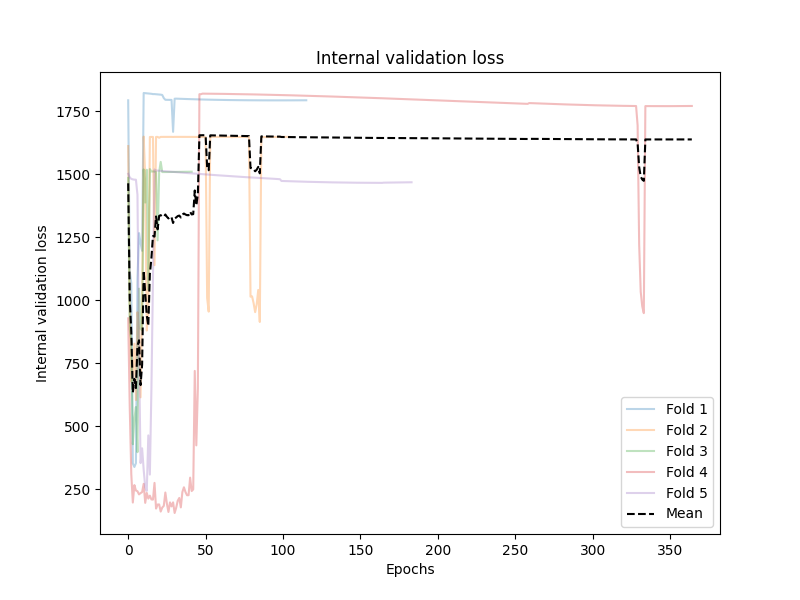 Internal validation loss
Internal validation loss
1750
1500
1250
1000
750
500
250
0
50
100
150
200
250
300
350
Epochs
Fold 1
Fold 2
Fold 3
Fold 4
Fold 5
Mean